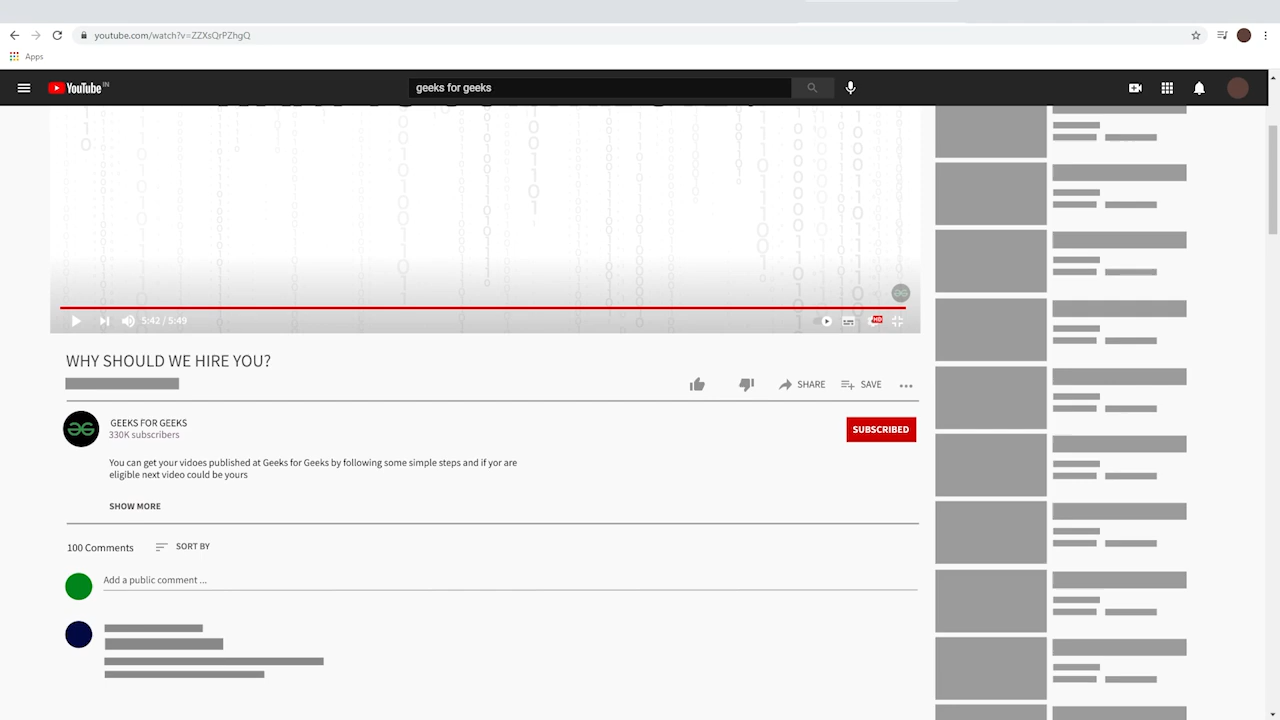 youtube.com/watch?v=ZZXsQrPZhgQ
Apps
YouTube IN
geeks for geeks
5:42 / 5:49
HD
WHY SHOULD WE HIRE YOU?
SHARE
SAVE
GEEKS FOR GEEKS
330K subscribers
SUBSCRIBED
You can get your vidoes published at Geeks for Geeks by following some simple steps and if yor are
eligible next video could be yours
SHOW MORE
100 Comments
SORT BY
Add a public comment ...